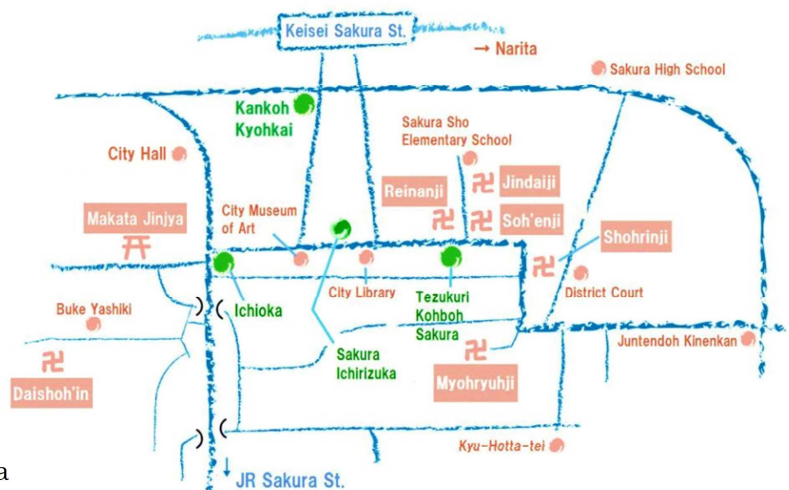 Keisei Sakura St.
→ Narita
Sakura High School
Kankoh
Kyohkai
Sakura Sho
Elementary School
City Hall
Jindaiji
Reinanji
Makata Jinjya
City Museum
of Art
Soh'enji
Shohrinji
Ichioka
City Library
Tezukuri
Kohboh
Sakura
District Court
Buke Yashiki
Sakura
Ichirizuka
Juntendoh Kinenkan
Myohryuhji
Daishoh'in
Kyu-Hotta-tei
a
↓ JR Sakura St.